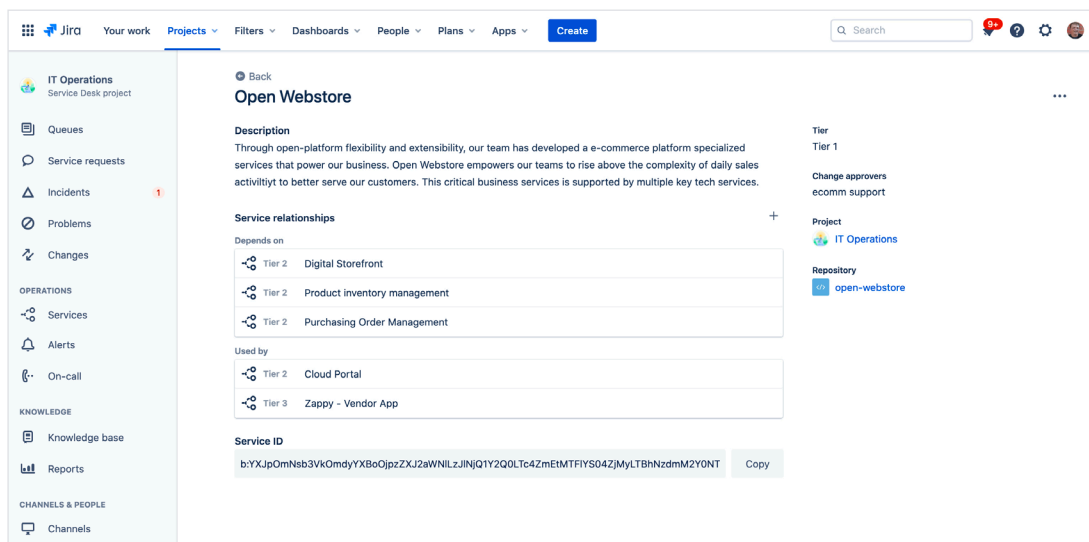 Jira Your work Projects Filters Dashboards People Plans Apps Create Search 9+
IT Operations
Service Desk project
Queues
Service requests
Incidents 1
Problems
Changes
OPERATIONS
Services
Alerts
On-call
KNOWLEDGE
Knowledge base
Reports
CHANNELS & PEOPLE
Channels
Back
Open Webstore
Description
Through open-platform flexibility and extensibility, our team has developed a e-commerce platform specialized
services that power our business. Open Webstore empowers our teams to rise above the complexity of daily sales
activiltiyt to better serve our customers. This critical business services is supported by multiple key tech services.
Service relationships
Depends on
Tier 2 Digital Storefront
Tier 2 Product inventory management
Tier 2 Purchasing Order Management
Used by
Tier 2 Cloud Portal
Tier 3 Zappy - Vendor App
Service ID
Copy
Tier
Tier 1
Change approvers
ecomm support
Project
IT Operations
Repository
open-webstore